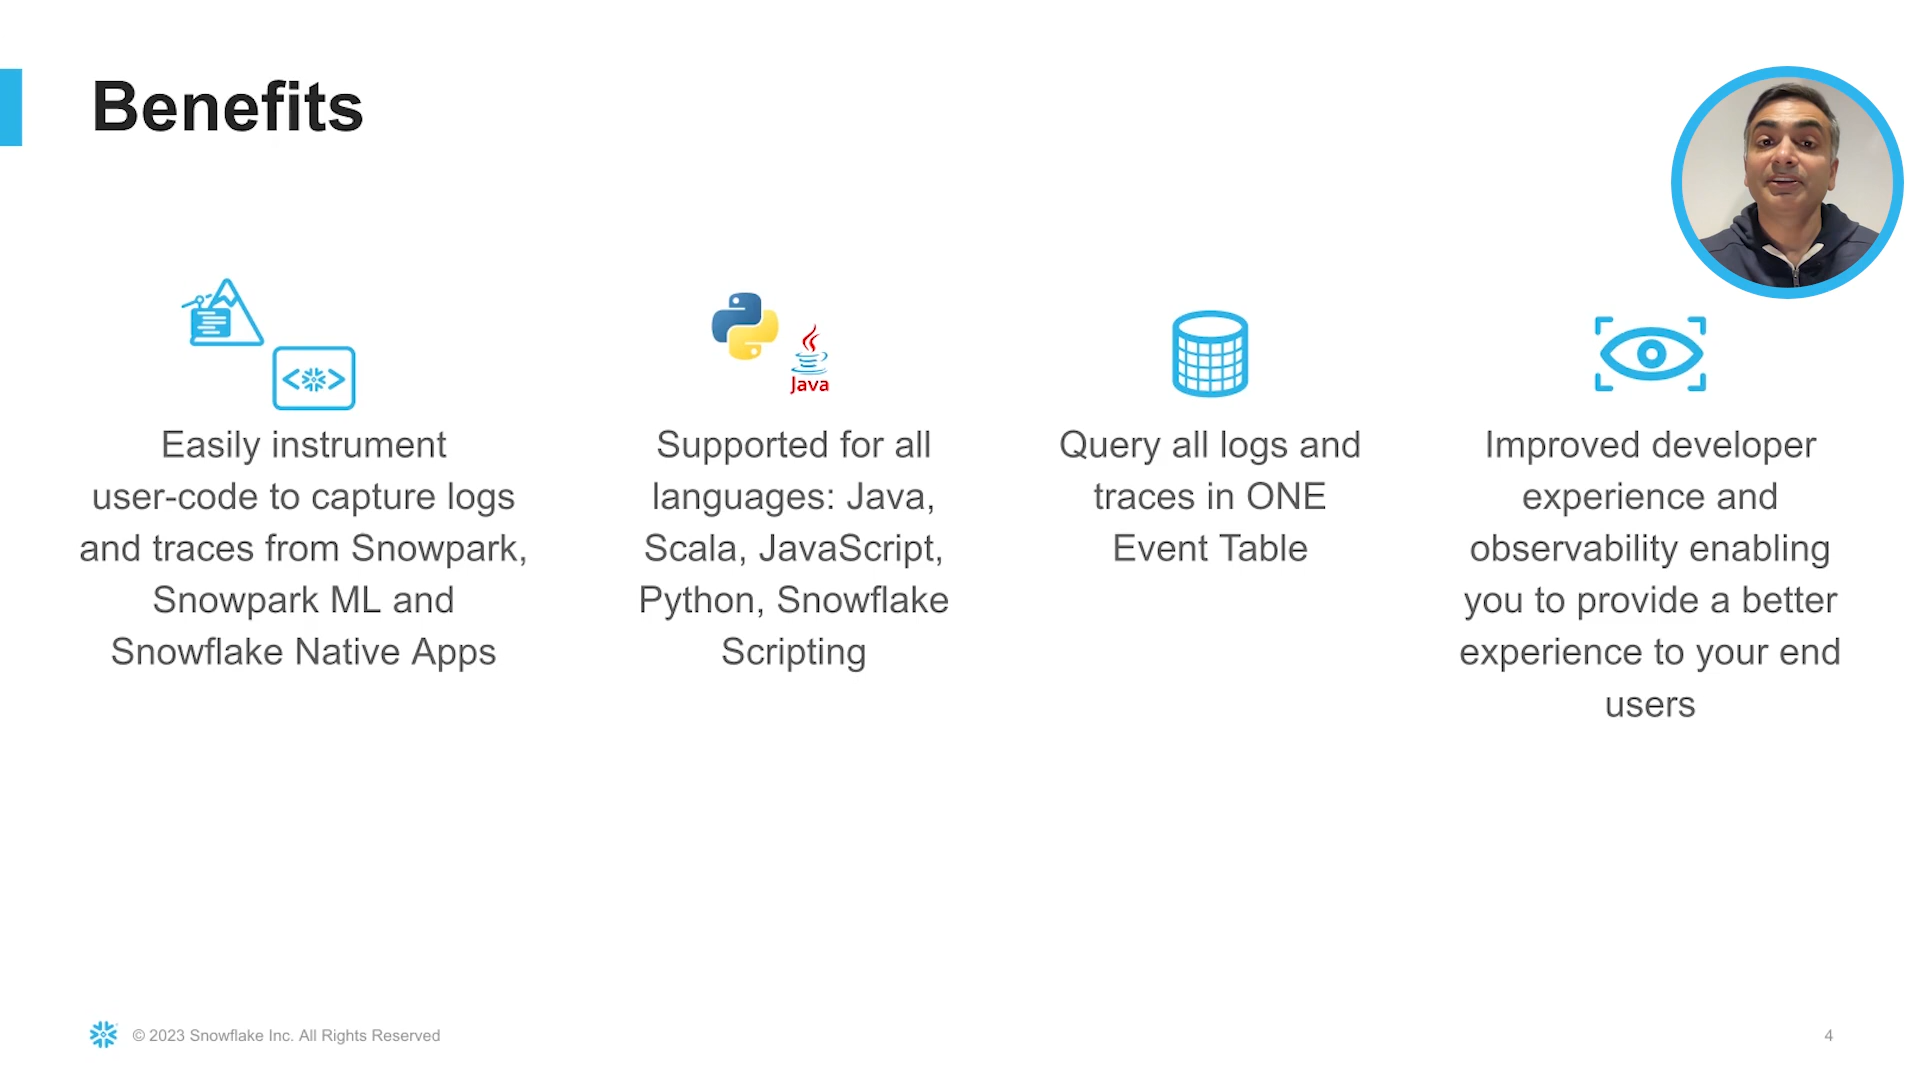 Benefits
Easily instrument
user-code to capture logs
and traces from Snowpark,
Snowpark ML and
Snowflake Native Apps
Java
Supported for all
languages: Java,
Scala, JavaScript,
Python, Snowflake
Scripting
Query all logs and
traces in ONE
Event Table
Improved developer
experience and
observability enabling
you to provide a better
experience to your end
users
© 2023 Snowflake Inc. All Rights Reserved
4